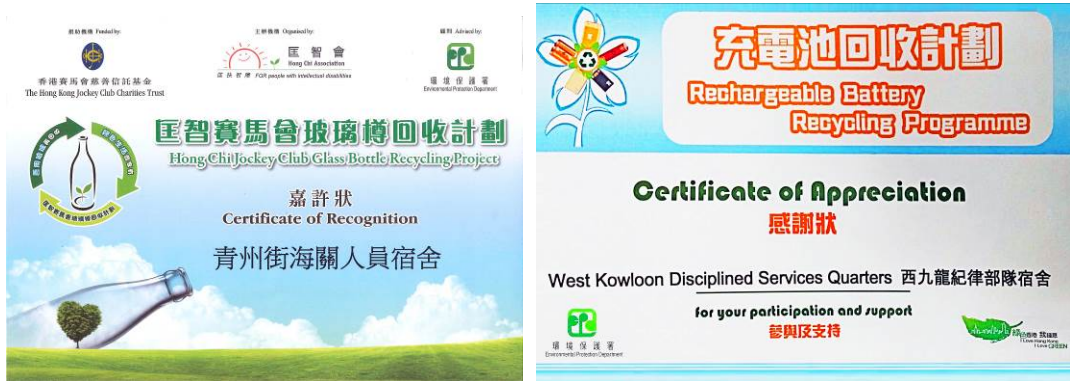 資助機構 Funded by:
香港賽馬會慈善信託基金
The Hong Kong Jockey Club Charities Trust
主辦機構 Organised by:
匡智會
Hong Chi Association
匡扶智障 FOR people with intellectual disabilities
顧問 Advised by:
環境保護署
Environmental Protection Department
匡智賽馬會玻璃樽回收計劃
Hong Chi Jockey Club Glass Bottle Recycling Project
嘉許狀
Certificate of Recognition
青州街海關人員宿舍
充電池回收計劃
Rechargeable Battery
Recycling Programme
Certificate of Appreciation
感謝狀
West Kowloon Disciplined Services Quarters 西九龍紀律部隊宿舍
for your participation and support
參與及支持
環境保護署
Environmental Protection Department
I Love Hong Kong
I Love GREEN